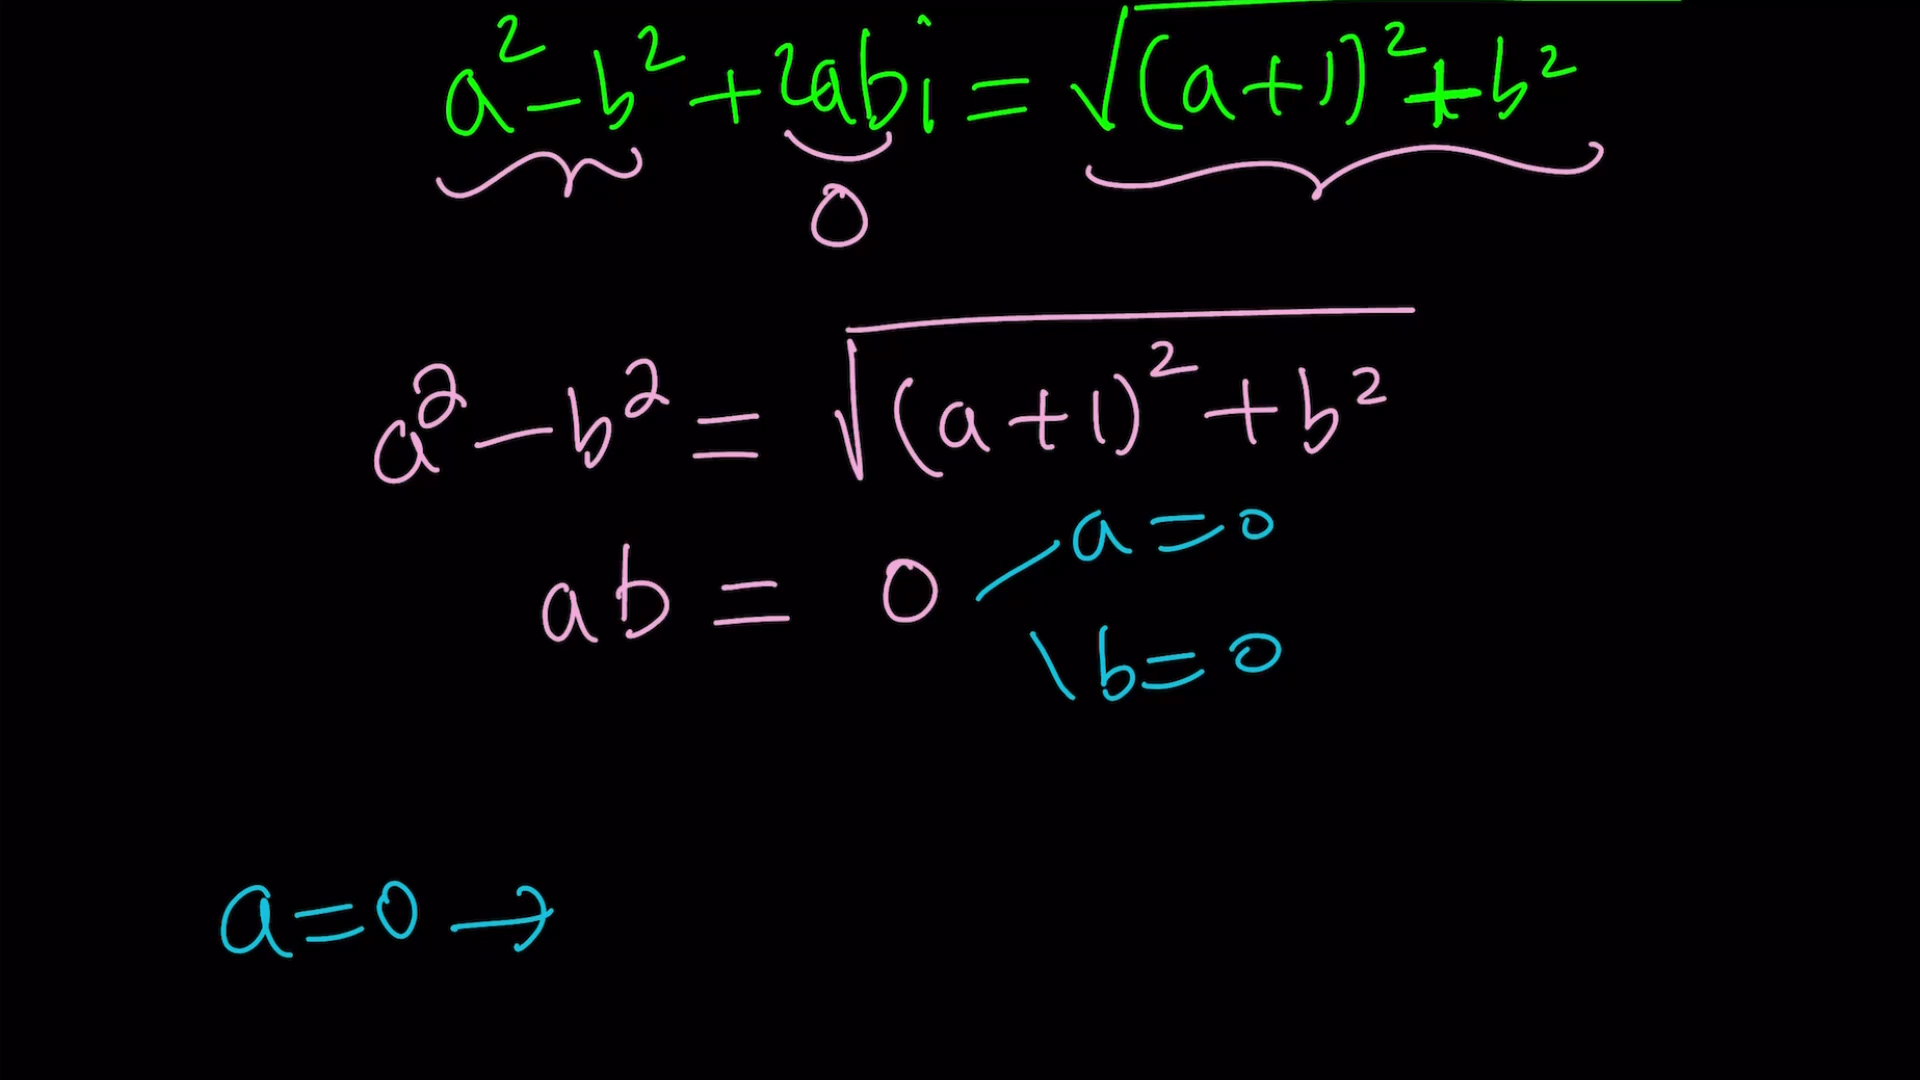 a² - b² + 2abi = √((a+1)² + b²)
0
a² - b² = √((a+1)² + b²)
a = 0
ab = 0
b = 0
a = 0 →